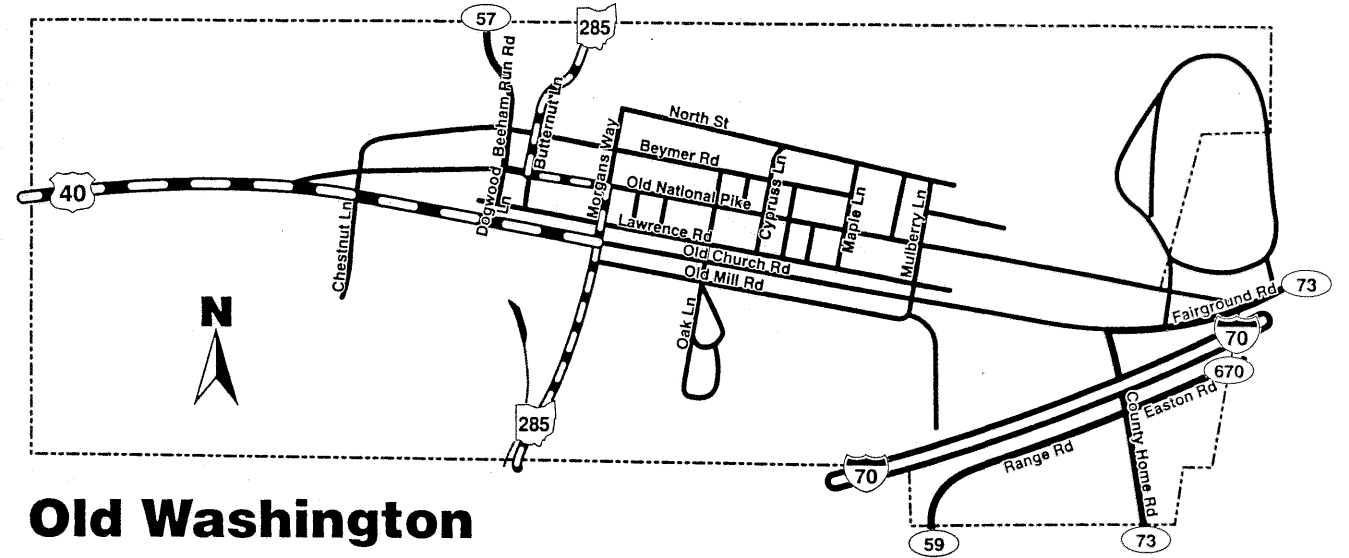 57
285
Beeham Run Rd
Butternut Ln
North St
Morgans Way
Beymer Rd
40
Old National Pike
Cypruss Ln
Maple Ln
Mulberry Ln
Dogwood
Ln
Chestnut Ln
Lawrence Rd
Old Church Rd
Old Mill Rd
Oak Ln
N
Fairground Rd
73
70
670
Easton Rd
County Home Rd
Range Rd
285
70
59
73
Old Washington